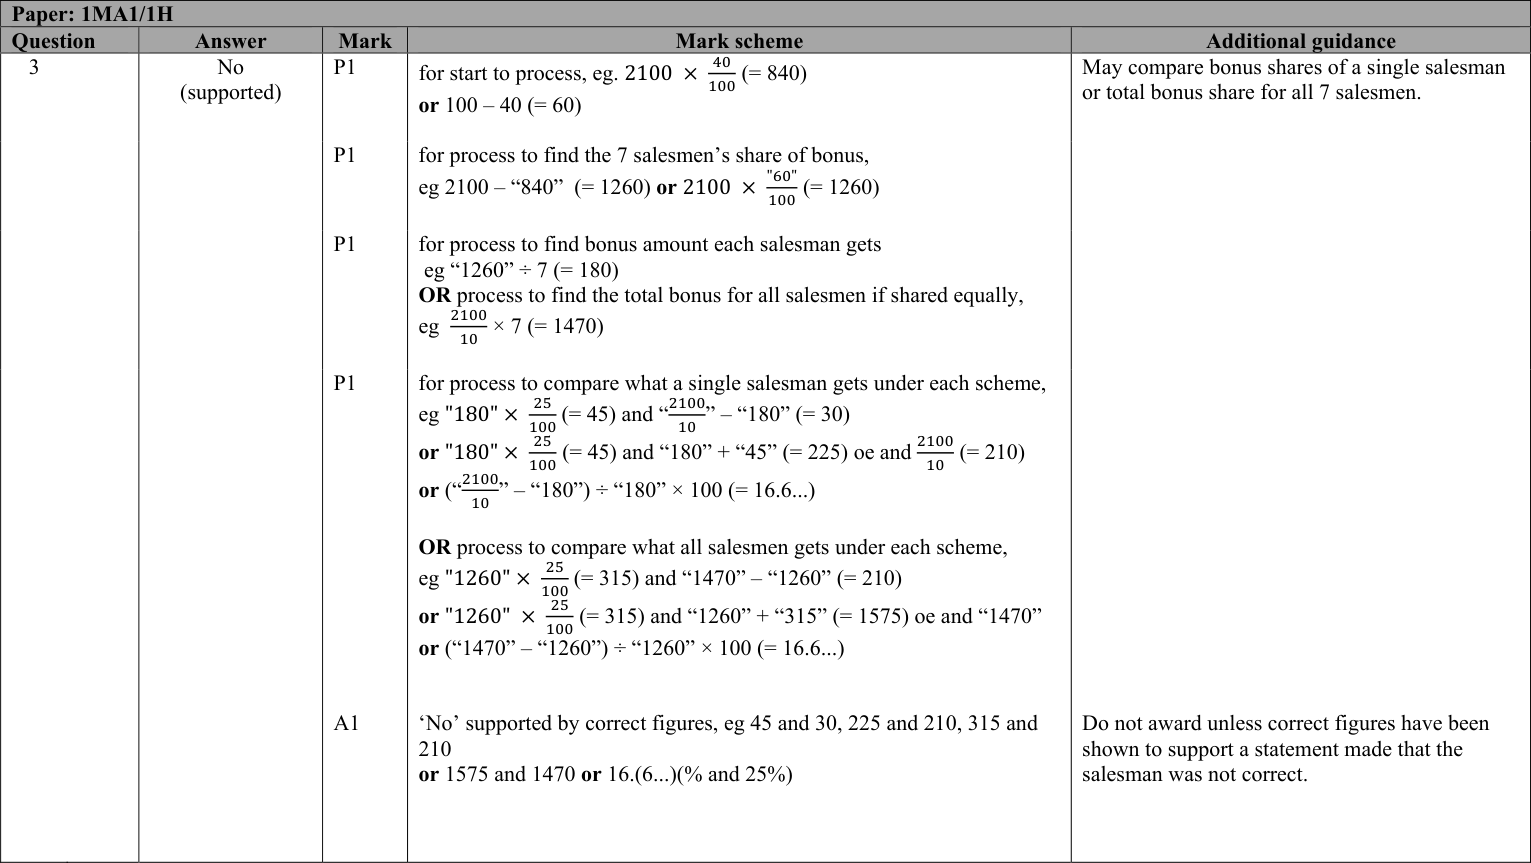 Paper: 1MA1/1H
Question Answer Mark Mark scheme Additional guidance
3 No (supported) P1 for start to process, eg. 2100 × 40/100 (= 840)
or 100 – 40 (= 60)
May compare bonus shares of a single salesman
or total bonus share for all 7 salesmen.
P1 for process to find the 7 salesmen’s share of bonus,
eg 2100 – “840” (= 1260) or 2100 × "60"/100 (= 1260)
P1 for process to find bonus amount each salesman gets
eg “1260” ÷ 7 (= 180)
OR process to find the total bonus for all salesmen if shared equally,
eg 2100/10 × 7 (= 1470)
P1 for process to compare what a single salesman gets under each scheme,
eg "180" × 25/100 (= 45) and “2100/10” – “180” (= 30)
or "180" × 25/100 (= 45) and “180” + “45” (= 225) oe and 2100/10 (= 210)
or (“2100/10” – “180”) ÷ “180” × 100 (= 16.6...)
OR process to compare what all salesmen gets under each scheme,
eg "1260" × 25/100 (= 315) and “1470” – “1260” (= 210)
or "1260" × 25/100 (= 315) and “1260” + “315” (= 1575) oe and “1470”
or (“1470” – “1260”) ÷ “1260” × 100 (= 16.6...)
A1 ‘No’ supported by correct figures, eg 45 and 30, 225 and 210, 315 and
210
or 1575 and 1470 or 16.(6...)(% and 25%)
Do not award unless correct figures have been
shown to support a statement made that the
salesman was not correct.